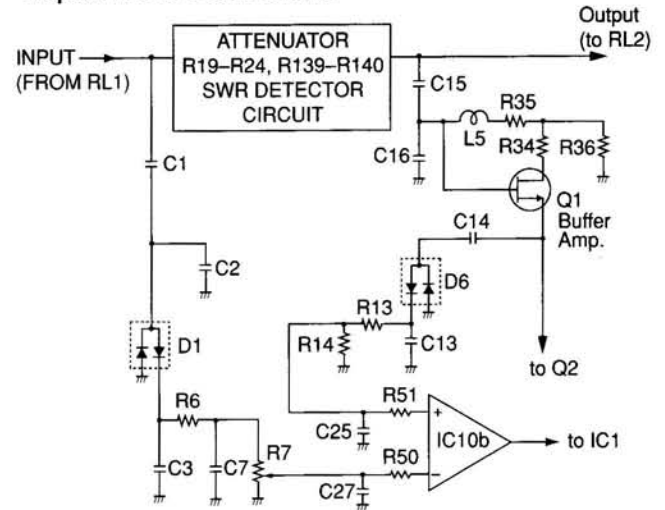 Output
(to RL2)
INPUT
(FROM RL1)
ATTENUATOR
R19–R24, R139–R140
SWR DETECTOR
CIRCUIT
C15
R35
L5
R34
R36
C16
C1
Q1
Buffer
Amp.
C14
C2
D6
R13
D1
R14
C13
to Q2
R51
R6
C25
+
IC10b
to IC1
R7
R50
–
C3
C7
C27